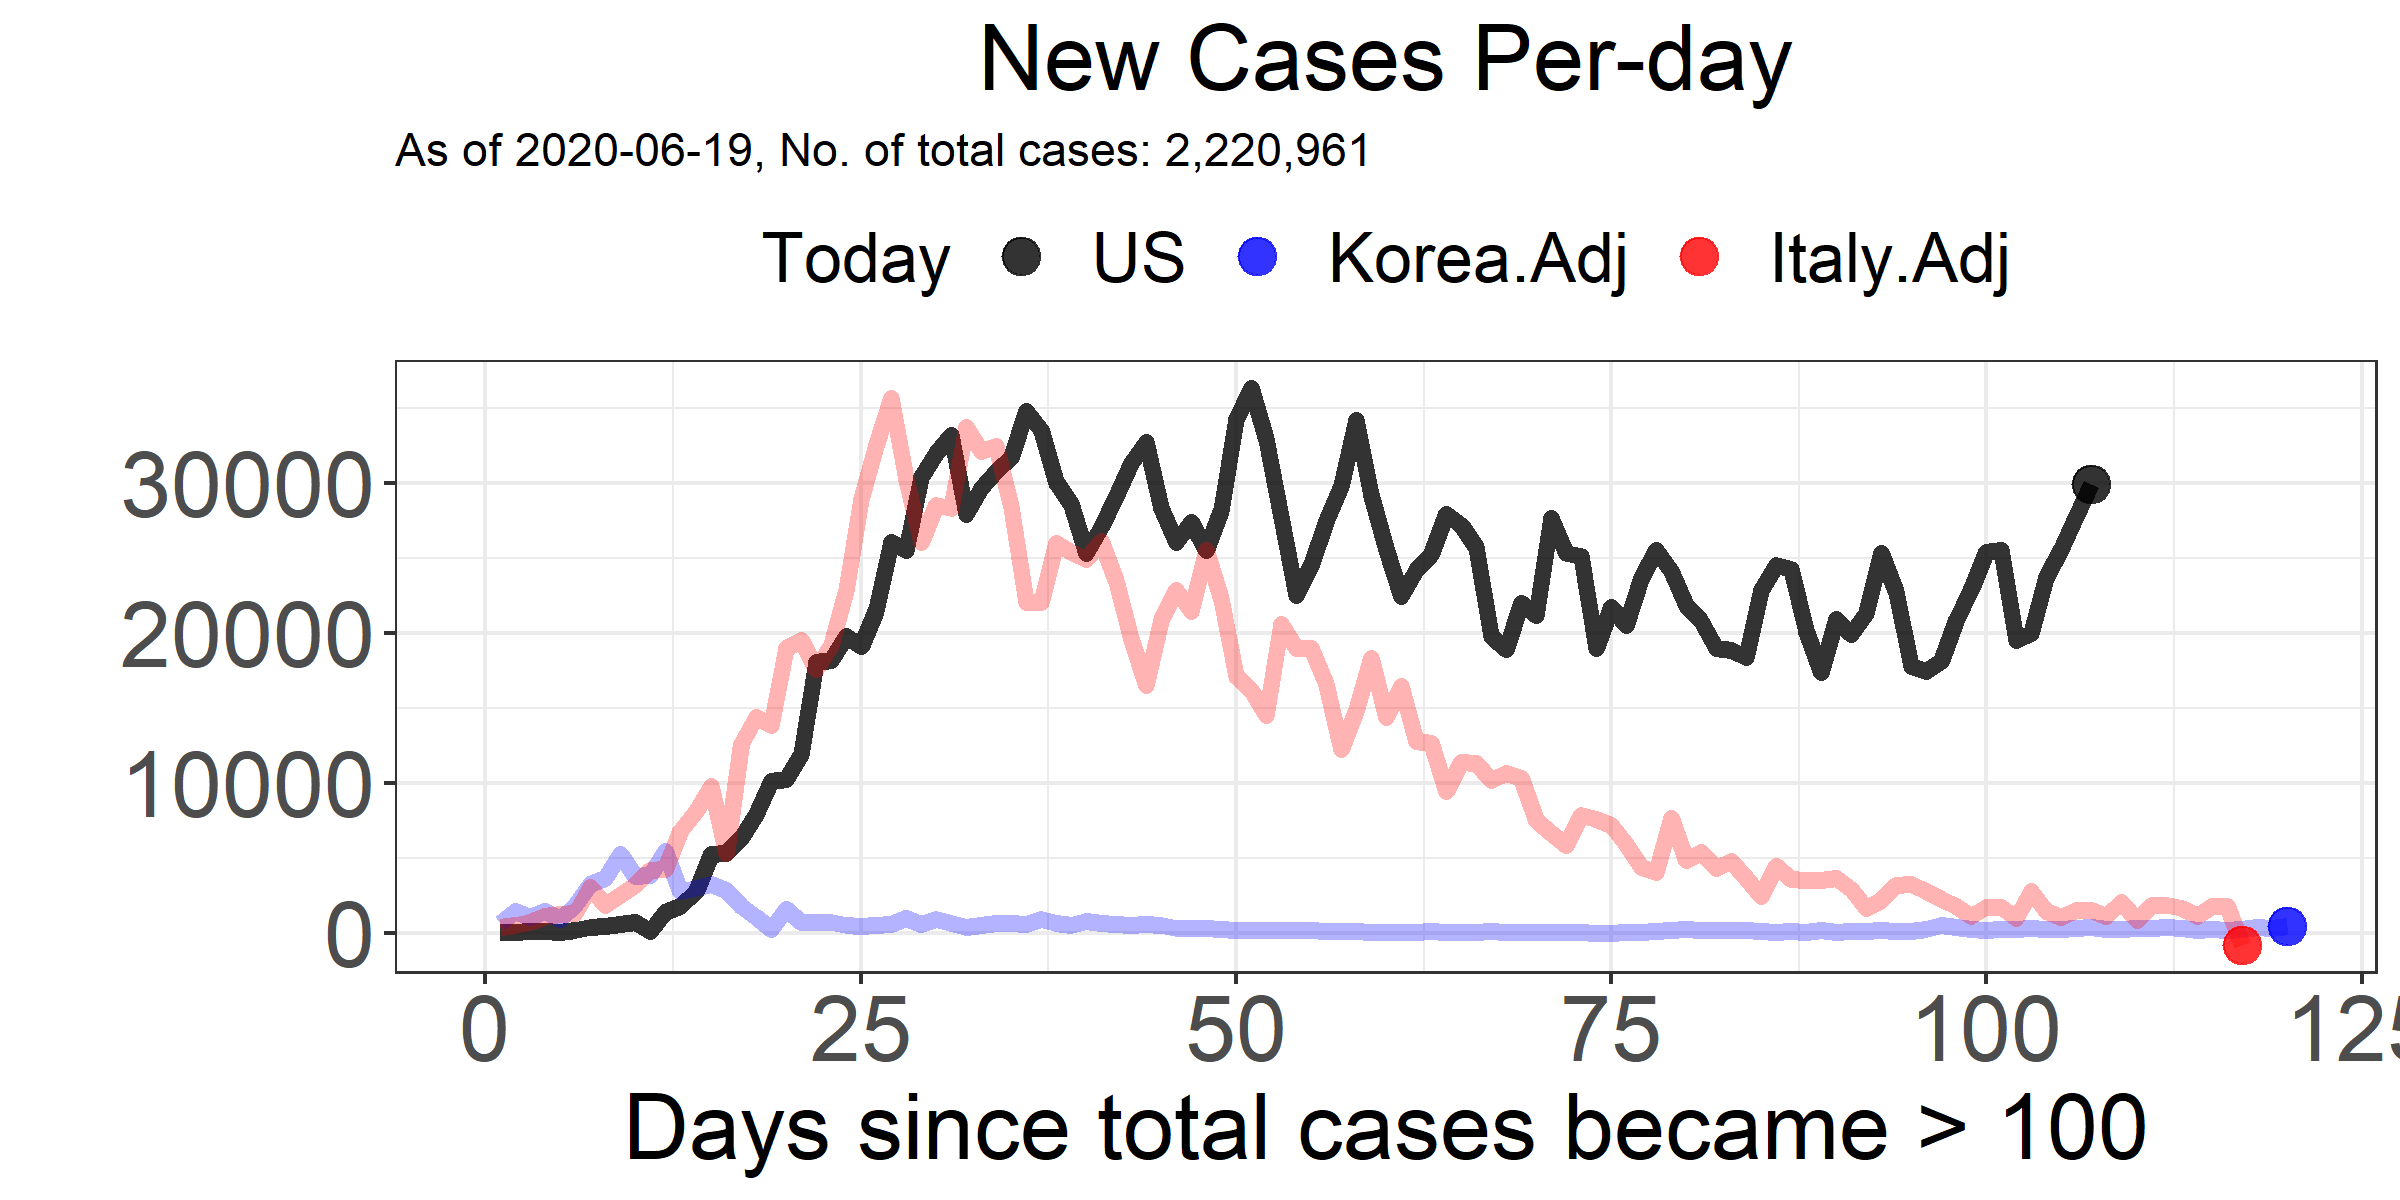 New Cases Per-day
As of 2020-06-19, No. of total cases: 2,220,961
Today US Korea.Adj Italy.Adj
30000
20000
10000
0
0 25 50 75 100 125
Days since total cases became > 100